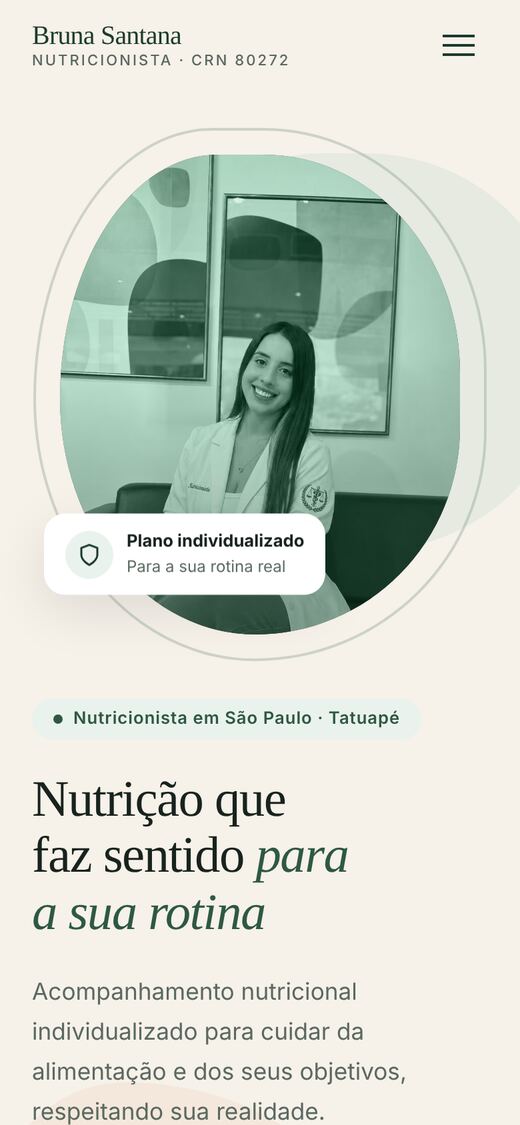 Bruna Santana
NUTRICIONISTA · CRN 80272
Plano individualizado
Para a sua rotina real
Nutricionista em São Paulo · Tatuapé
Nutrição que
faz sentido para
a sua rotina
Acompanhamento nutricional
individualizado para cuidar da
alimentação e dos seus objetivos,
respeitando sua realidade.